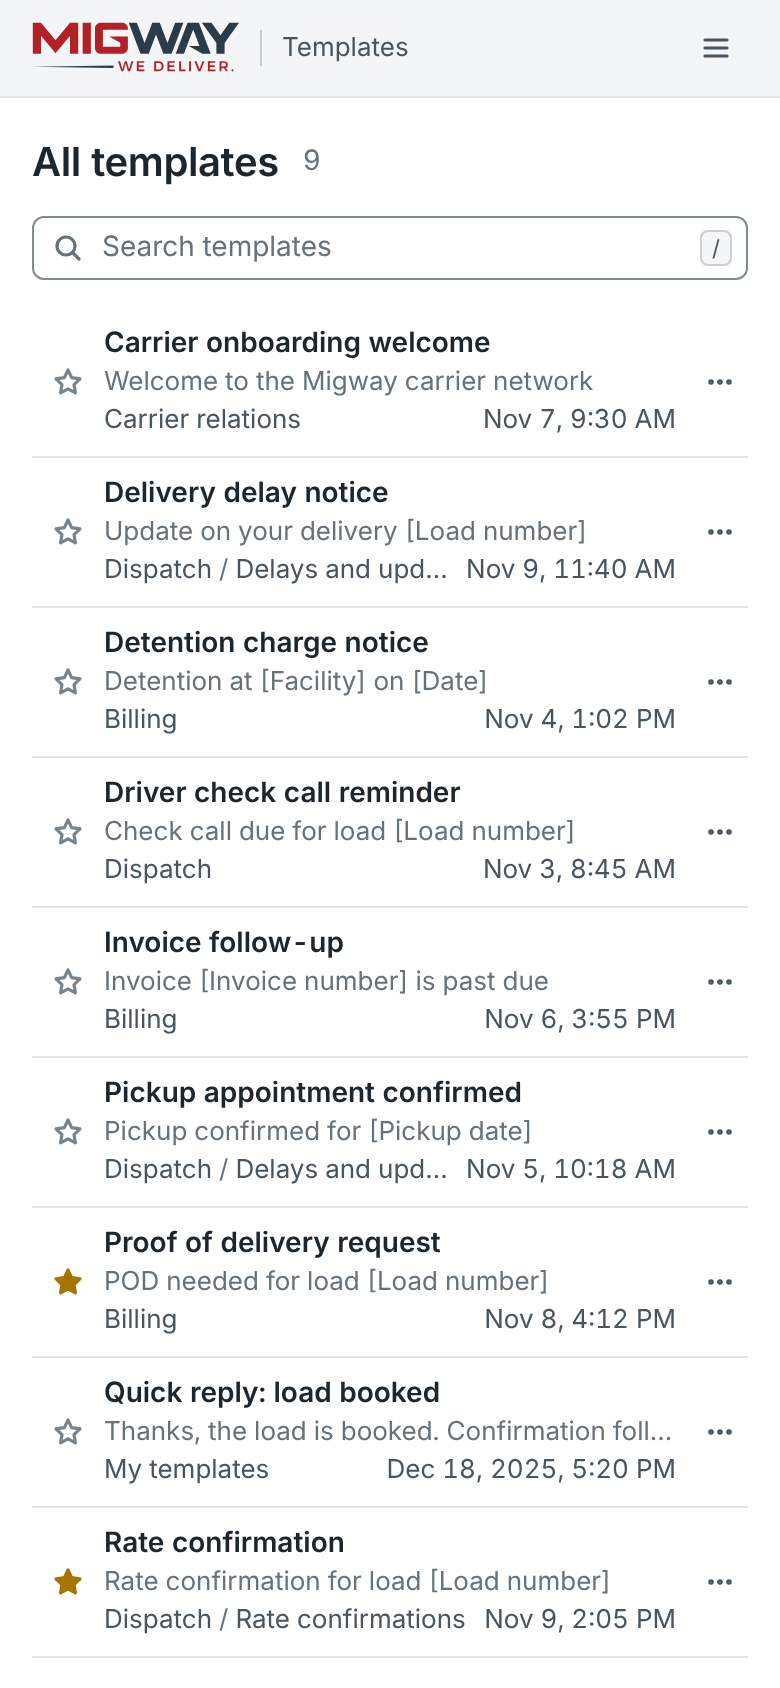 MIGWAY
WE DELIVER.
Templates
All templates 9
Search templates /
Carrier onboarding welcome
Welcome to the Migway carrier network
Carrier relations Nov 7, 9:30 AM
Delivery delay notice
Update on your delivery [Load number]
Dispatch / Delays and upd... Nov 9, 11:40 AM
Detention charge notice
Detention at [Facility] on [Date]
Billing Nov 4, 1:02 PM
Driver check call reminder
Check call due for load [Load number]
Dispatch Nov 3, 8:45 AM
Invoice follow-up
Invoice [Invoice number] is past due
Billing Nov 6, 3:55 PM
Pickup appointment confirmed
Pickup confirmed for [Pickup date]
Dispatch / Delays and upd... Nov 5, 10:18 AM
Proof of delivery request
POD needed for load [Load number]
Billing Nov 8, 4:12 PM
Quick reply: load booked
Thanks, the load is booked. Confirmation foll...
My templates Dec 18, 2025, 5:20 PM
Rate confirmation
Rate confirmation for load [Load number]
Dispatch / Rate confirmations Nov 9, 2:05 PM